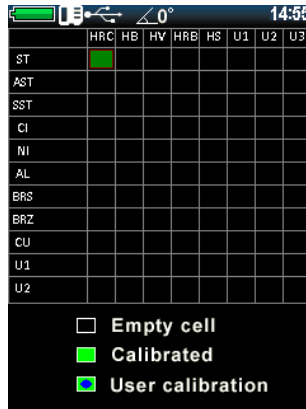 0° 14:55
HRC HB HV HRB HS U1 U2 U3
ST
AST
SST
CI
NI
AL
BRS
BRZ
CU
U1
U2
Empty cell
Calibrated
User calibration